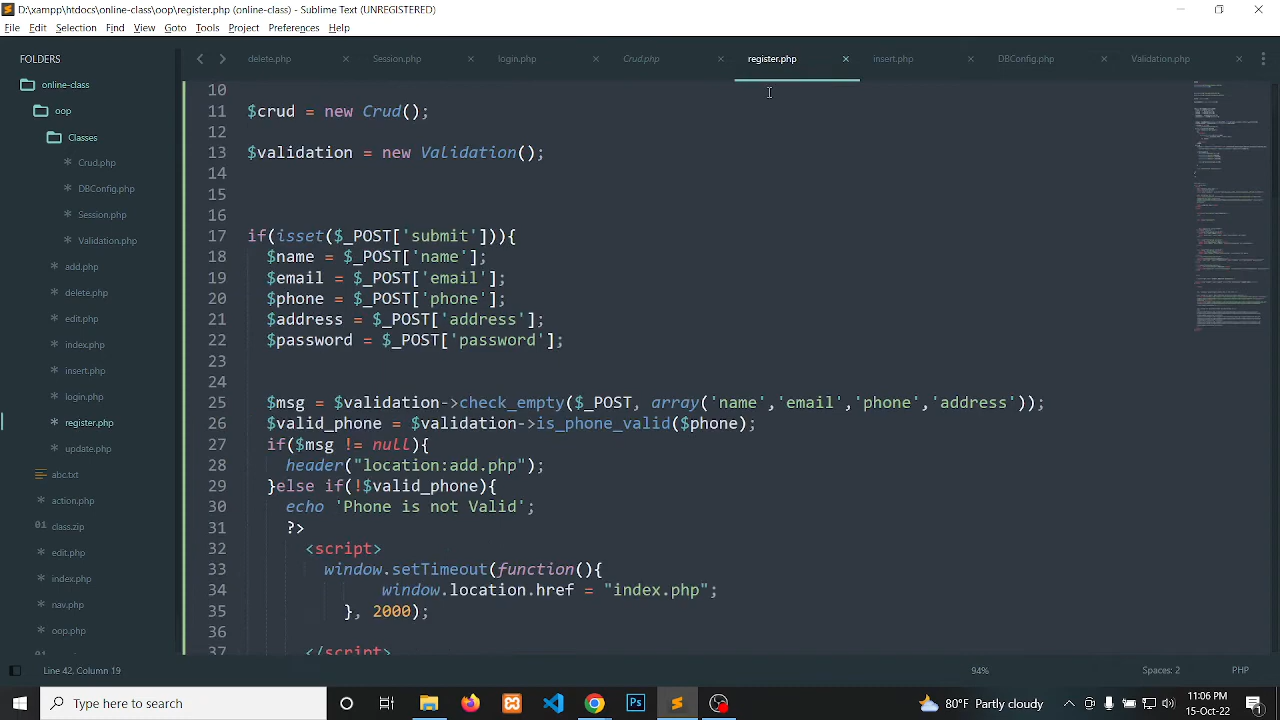 D:\xampp\htdocs\online-class\oop\register.php (online-class) - Sublime Text (UNREGISTERED)
File Edit Selection Find View Goto Tools Project Preferences Help
FOLDERS
online-class
oop
Gasses
Crud.php
DBConfig.php
Session.php
Validation.php
add.php
delete.php
edit.php
index.php
insert.php
login.php
register.php
update.php
abc.txt
action.php
class.zip
edit.php
index.php
nav.php
oop.php
delete.php Session.php login.php Crud.php register.php insert.php DBConfig.php Validation.php
10
11 $crud = new Crud();
12
13 $validation = new Validation();
14
15
16
17 if(isset($_POST['submit'])){
18 $name = $_POST['name'];
19 $email = $_POST['email'];
20 $phone = $_POST['phone'];
21 $address = $_POST['address'];
22 $password = $_POST['password'];
23
24
25 $msg = $validation->check_empty($_POST, array('name','email','phone','address'));
26 $valid_phone = $validation->is_phone_valid($phone);
27 if($msg != null){
28 header("location:add.php");
29 }else if(!$valid_phone){
30 echo 'Phone is not Valid';
31 ?>
32 <script>
33 window.setTimeout(function(){
34 window.location.href = "index.php";
35 }, 2000);
36
37 </script>
Line 42, Column 19 94% Spaces: 2 PHP
Type here to search
80°F Partly cloudy
11:06 PM
15-Oct-22